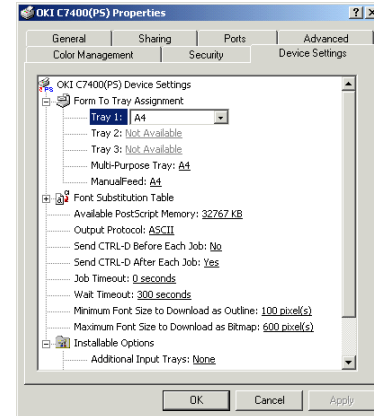 OKI C7400(PS) Properties
General Sharing Ports Advanced
Color Management Security Device Settings
OKI C7400(PS) Device Settings
Form To Tray Assignment
Tray 1: A4
Tray 2: Not Available
Tray 3: Not Available
Multi-Purpose Tray: A4
ManualFeed: A4
Font Substitution Table
Available PostScript Memory: 32767 KB
Output Protocol: ASCII
Send CTRL-D Before Each Job: No
Send CTRL-D After Each Job: Yes
Job Timeout: 0 seconds
Wait Timeout: 300 seconds
Minimum Font Size to Download as Outline: 100 pixel(s)
Maximum Font Size to Download as Bitmap: 600 pixel(s)
Installable Options
Additional Input Trays: None
OK Cancel Apply